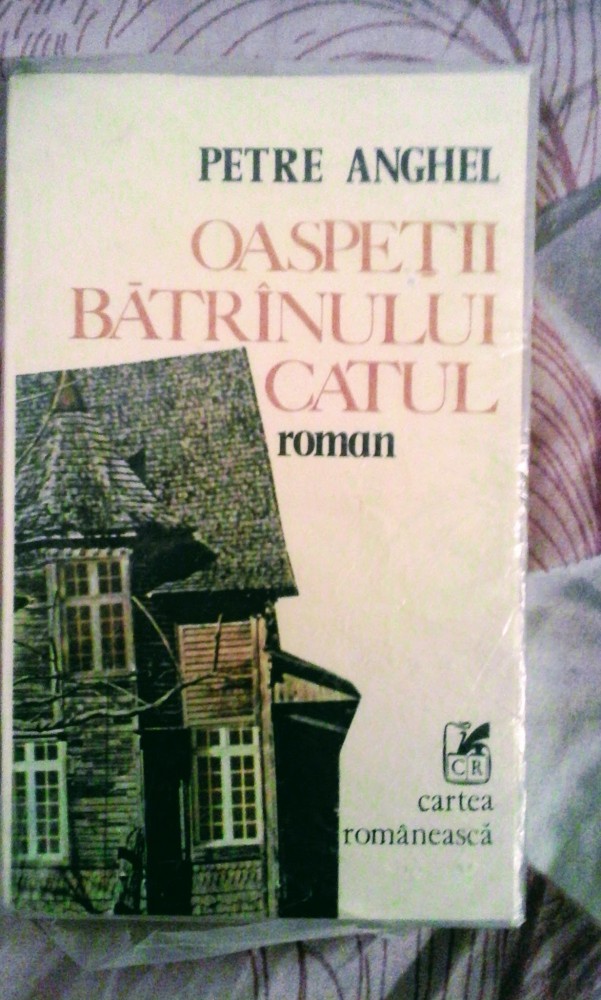 PETRE ANGHEL
OASPEȚII
BĂTRÎNULUI
CATUL
roman
CR
cartea
românească